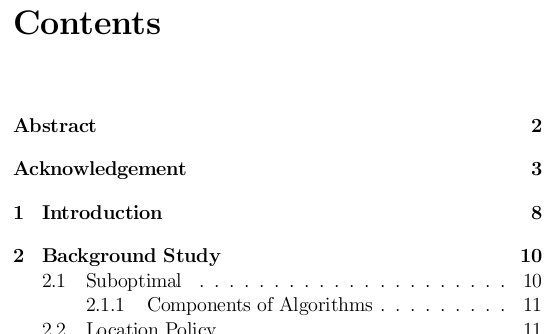 Contents
Abstract 2
Acknowledgement 3
1 Introduction 8
2 Background Study 10
2.1 Suboptimal . . . . . . . . . . . . . . . . . . . . . 10
2.1.1 Components of Algorithms . . . . . . . . . 11
2.2 Location Policy 11